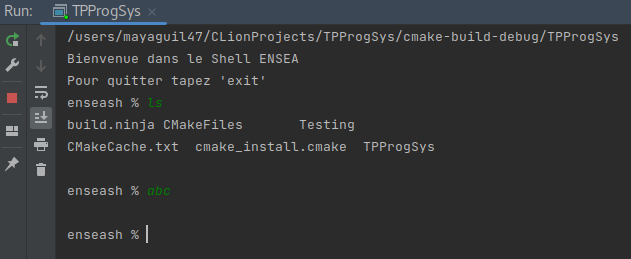 Run: TPProgSys
/users/mayaguil47/CLionProjects/TPProgSys/cmake-build-debug/TPProgSys
Bienvenue dans le Shell ENSEA
Pour quitter tapez 'exit'
enseash % ls
build.ninja CMakeFiles Testing
CMakeCache.txt cmake_install.cmake TPProgSys
enseash % abc
enseash %